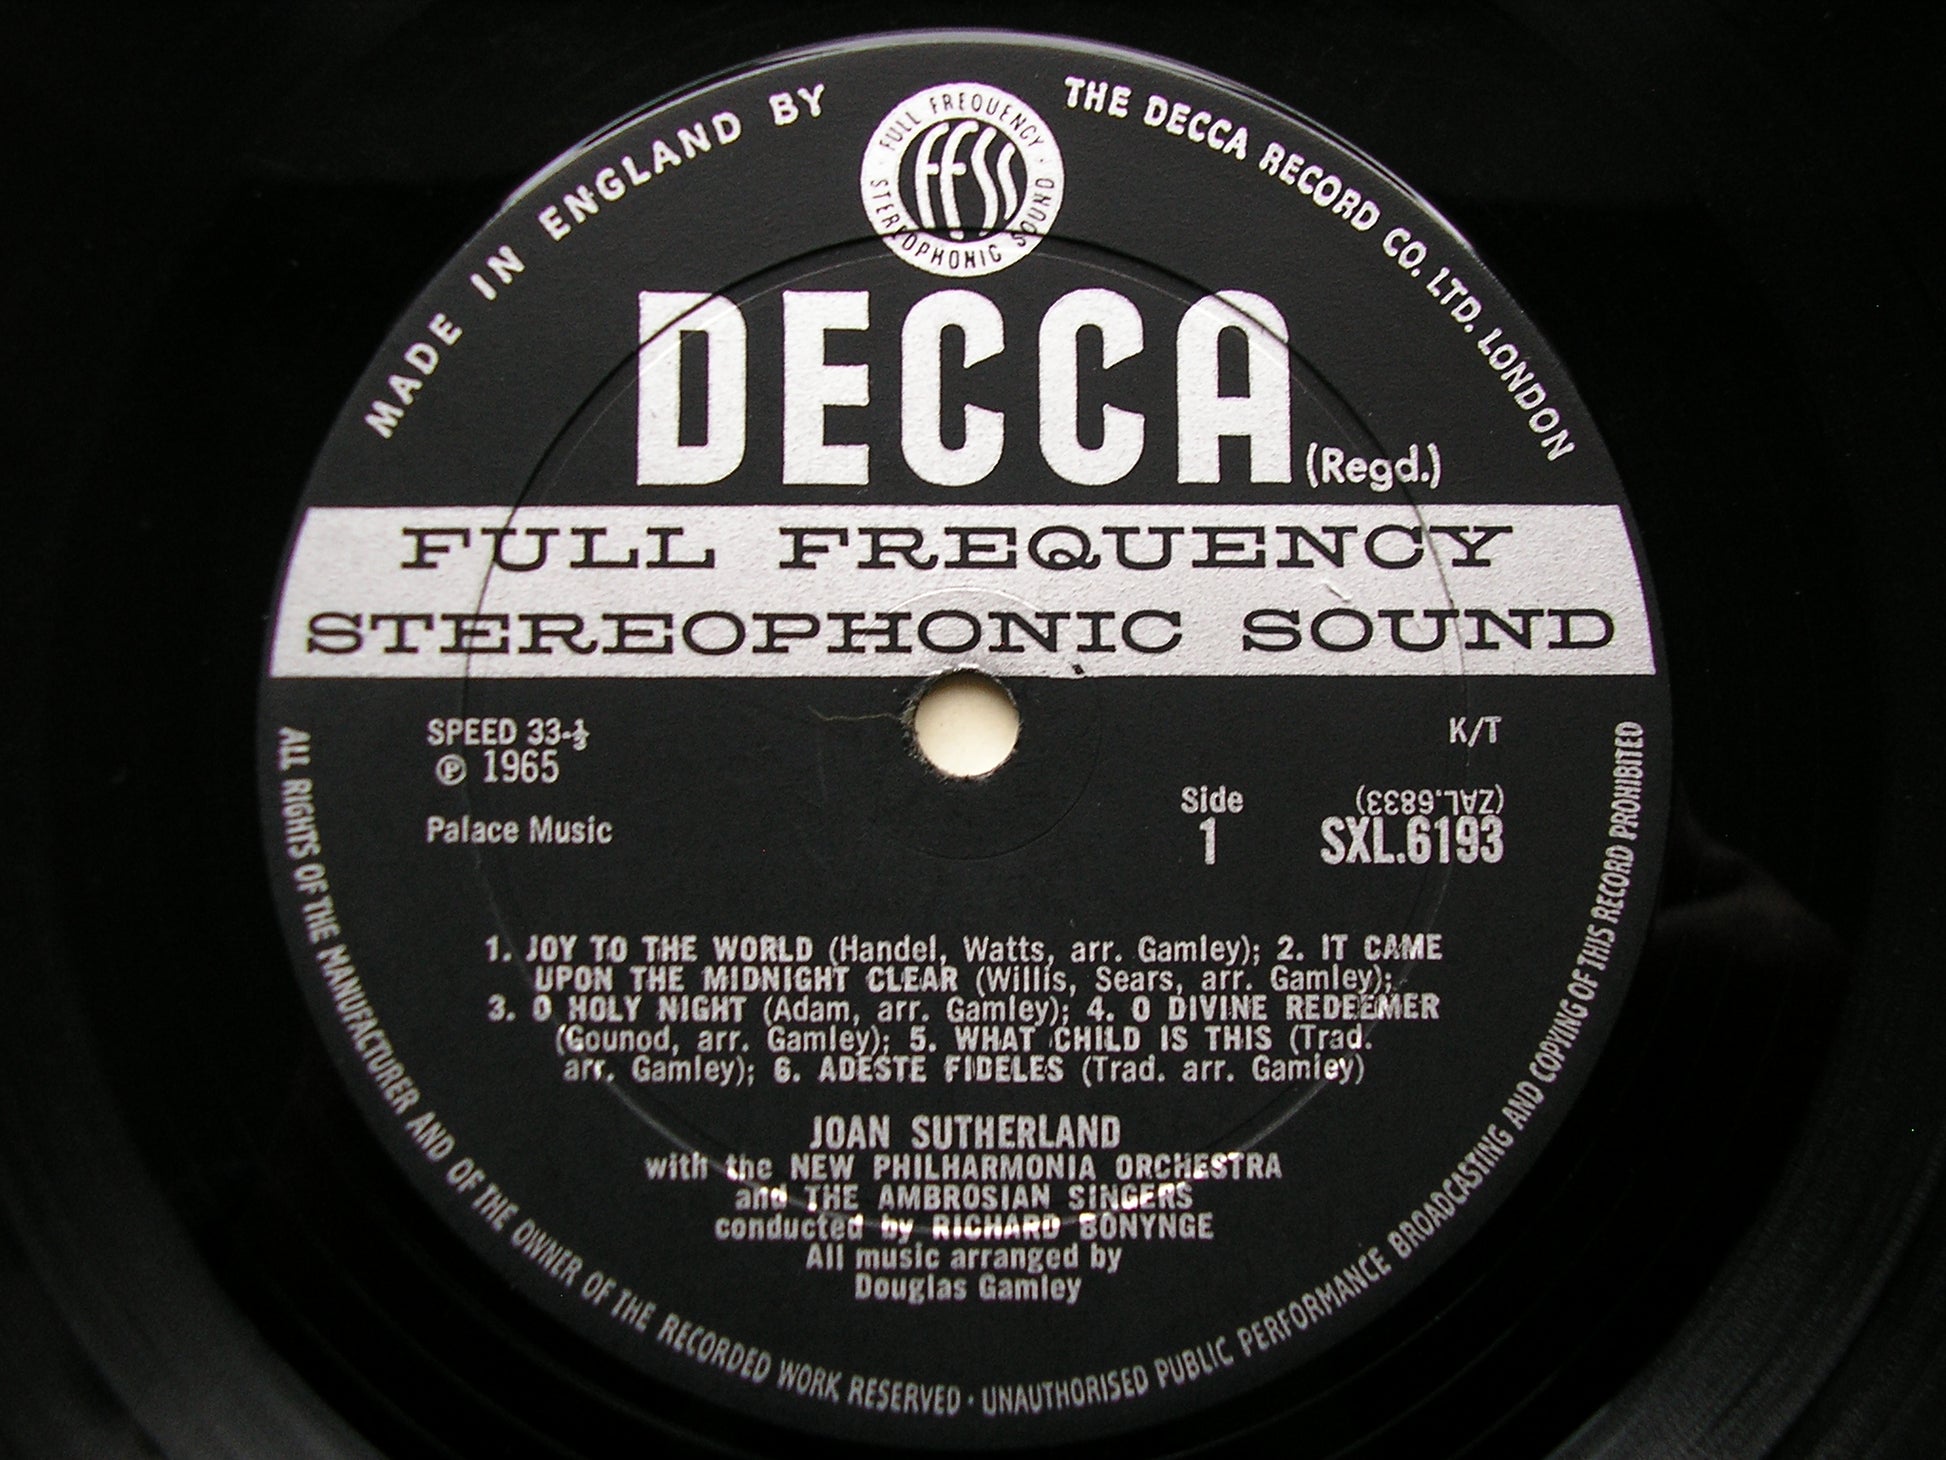 MADE IN ENGLAND BY THE DECCA RECORD CO. LTD. LONDON
FULL FREQUENCY
ffss
STEREOPHONIC SOUND
DECCA (Regd.)
FULL FREQUENCY
STEREOPHONIC SOUND
SPEED 33-⅓
℗ 1965
K/T
Palace Music
Side
1
(ZAL.6833)
SXL.6193
1. JOY TO THE WORLD (Handel, Watts, arr. Gamley); 2. IT CAME
UPON THE MIDNIGHT CLEAR (Willis, Sears, arr. Gamley);
3. O HOLY NIGHT (Adam, arr. Gamley); 4. O DIVINE REDEEMER
(Gounod, arr. Gamley); 5. WHAT CHILD IS THIS (Trad.
arr. Gamley); 6. ADESTE FIDELES (Trad. arr. Gamley)
JOAN SUTHERLAND
with the NEW PHILHARMONIA ORCHESTRA
and THE AMBROSIAN SINGERS
conducted by RICHARD BONYNGE
All music arranged by
Douglas Gamley
ALL RIGHTS OF THE MANUFACTURER AND OF THE OWNER OF THE RECORDED WORK RESERVED · UNAUTHORISED PUBLIC PERFORMANCE BROADCASTING AND COPYING OF THIS RECORD PROHIBITED